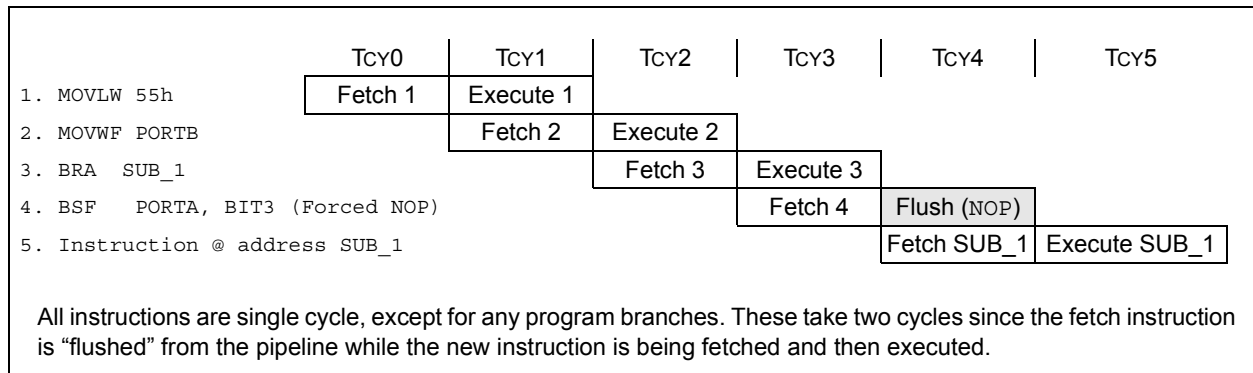 TCY0 TCY1 TCY2 TCY3 TCY4 TCY5
1. MOVLW 55h Fetch 1 Execute 1
2. MOVWF PORTB Fetch 2 Execute 2
3. BRA SUB_1 Fetch 3 Execute 3
4. BSF PORTA, BIT3 (Forced NOP) Fetch 4 Flush (NOP)
5. Instruction @ address SUB_1 Fetch SUB_1 Execute SUB_1
All instructions are single cycle, except for any program branches. These take two cycles since the fetch instruction
is “flushed” from the pipeline while the new instruction is being fetched and then executed.